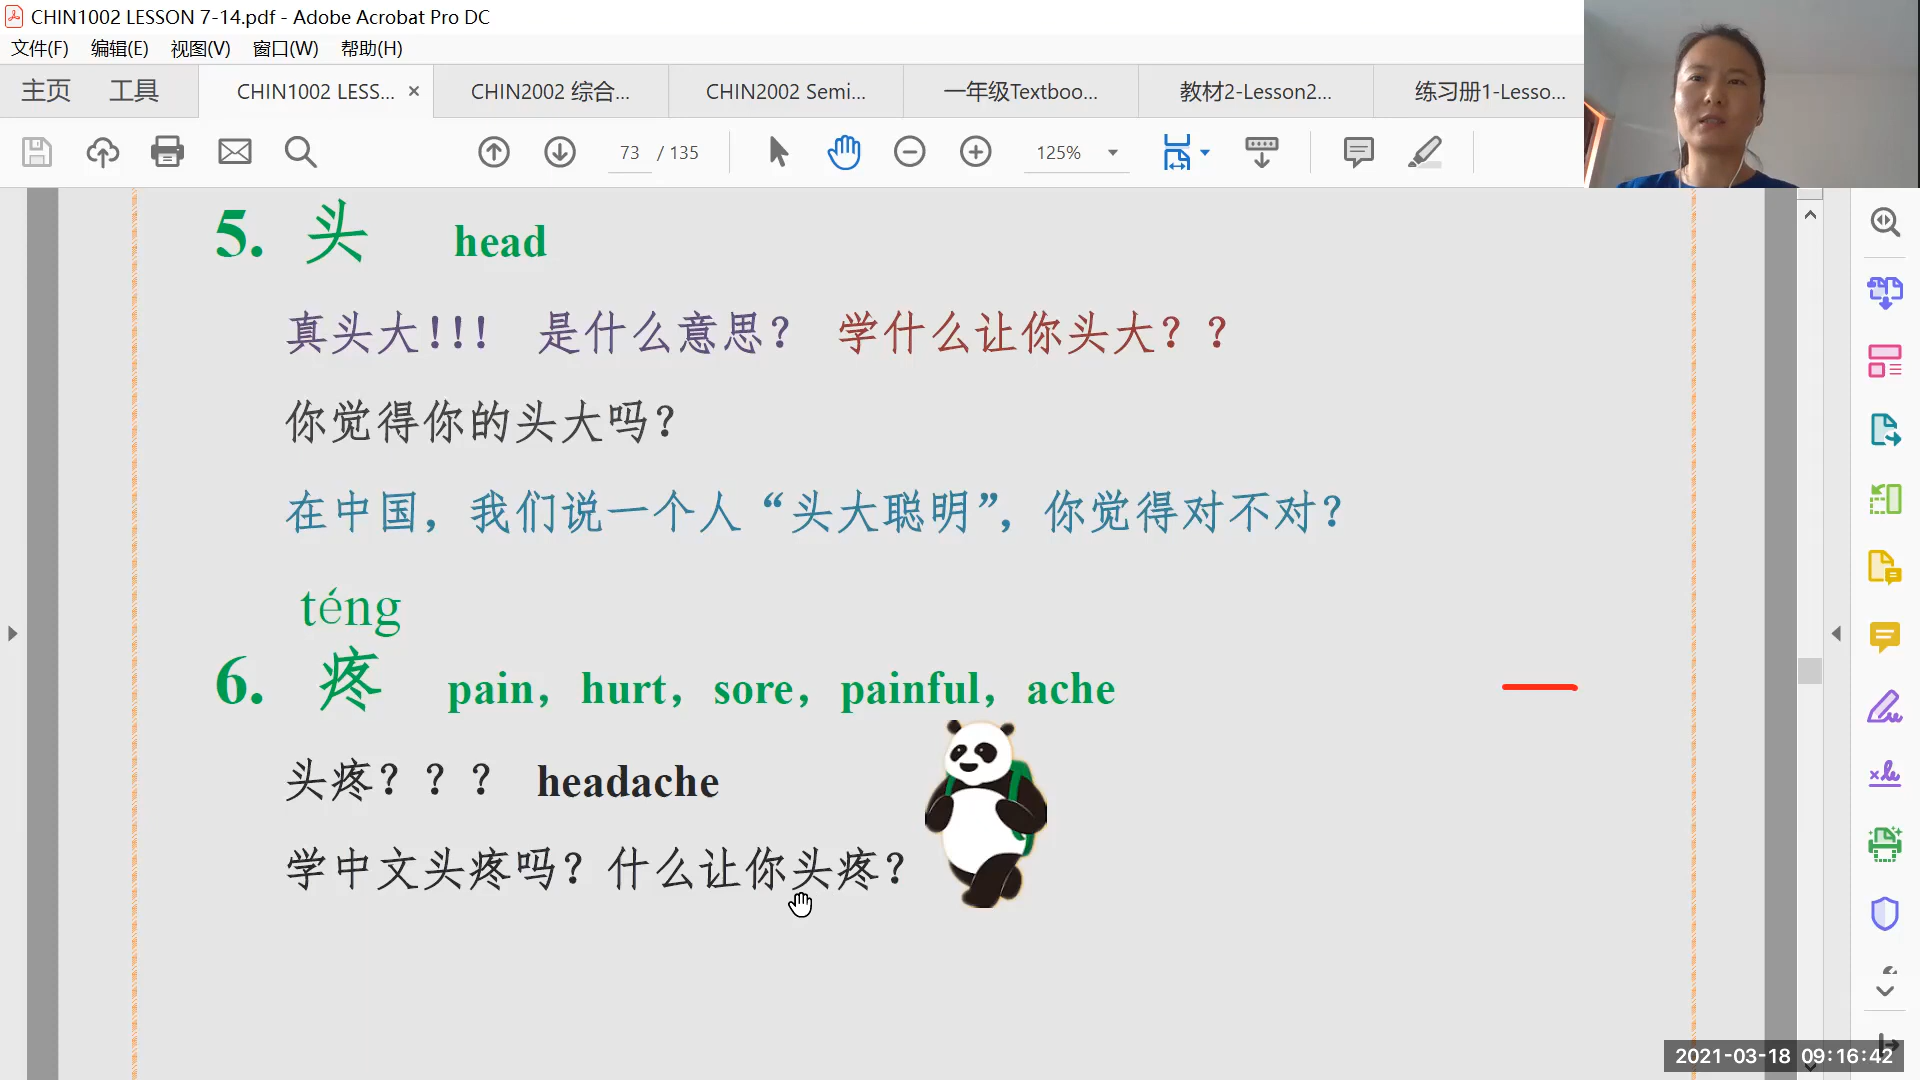 CHIN1002 LESSON 7-14.pdf - Adobe Acrobat Pro DC
文件(F) 编辑(E) 视图(V) 窗口(W) 帮助(H)
主页 工具 CHIN1002 LESS... × CHIN2002 综合... CHIN2002 Semi... 一年级Textboo... 教材2-Lesson2... 练习册1-Lesso...
73 / 135 125%
5. 头 head
真头大!!! 是什么意思? 学什么让你头大??
你觉得你的头大吗?
在中国，我们说一个人“头大聪明”，你觉得对不对?
téng
6. 疼 pain，hurt，sore，painful，ache
头疼??? headache
学中文头疼吗? 什么让你头疼?
2021-03-18 09:16:42